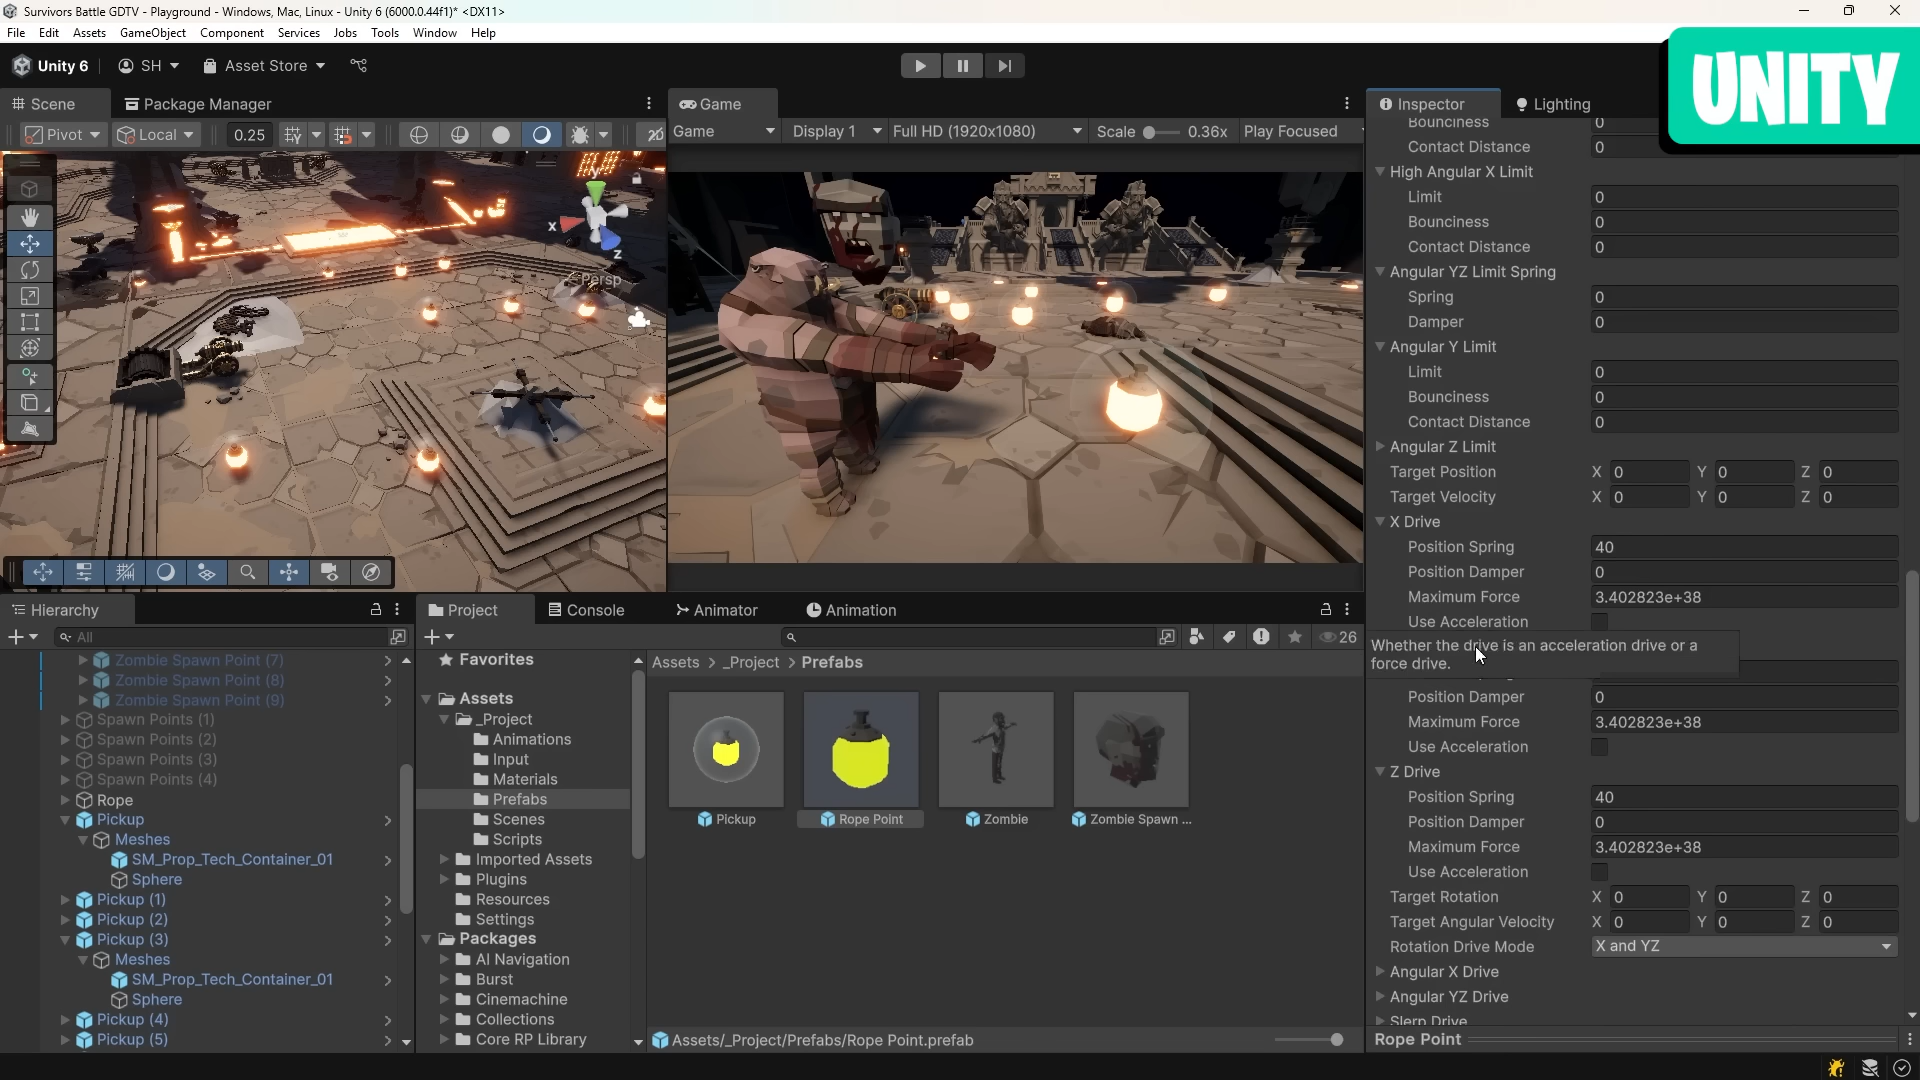 Survivors Battle GDTV - Playground - Windows, Mac, Linux - Unity 6 (6000.0.44f1)* <DX11>
File Edit Assets GameObject Component Services Jobs Tools Window Help
Unity 6 SH Asset Store
UNITY
Scene Package Manager
Pivot Local 0.25
Y
x
z
Persp
Game
Game Display 1 Full HD (1920x1080) Scale 0.36x Play Focused
Inspector Lighting
Bounciness 0
Contact Distance 0
High Angular X Limit
Limit 0
Bounciness 0
Contact Distance 0
Angular YZ Limit Spring
Spring 0
Damper 0
Angular Y Limit
Limit 0
Bounciness 0
Contact Distance 0
Angular Z Limit
Target Position X 0 Y 0 Z 0
Target Velocity X 0 Y 0 Z 0
X Drive
Position Spring 40
Position Damper 0
Maximum Force 3.402823e+38
Use Acceleration
Whether the drive is an acceleration drive or a
force drive.
Position Damper 0
Maximum Force 3.402823e+38
Use Acceleration
Z Drive
Position Spring 40
Position Damper 0
Maximum Force 3.402823e+38
Use Acceleration
Target Rotation X 0 Y 0 Z 0
Target Angular Velocity X 0 Y 0 Z 0
Rotation Drive Mode X and YZ
Angular X Drive
Angular YZ Drive
Slerp Drive
Rope Point
Hierarchy
All
Zombie Spawn Point (7)
Zombie Spawn Point (8)
Zombie Spawn Point (9)
Spawn Points (1)
Spawn Points (2)
Spawn Points (3)
Spawn Points (4)
Rope
Pickup
Meshes
SM_Prop_Tech_Container_01
Sphere
Pickup (1)
Pickup (2)
Pickup (3)
Meshes
SM_Prop_Tech_Container_01
Sphere
Pickup (4)
Pickup (5)
Project Console Animator Animation
26
Favorites
Assets
_Project
Animations
Input
Materials
Prefabs
Scenes
Scripts
Imported Assets
Plugins
Resources
Settings
Packages
AI Navigation
Burst
Cinemachine
Collections
Core RP Library
Assets > _Project > Prefabs
Pickup Rope Point Zombie Zombie Spawn ...
Assets/_Project/Prefabs/Rope Point.prefab